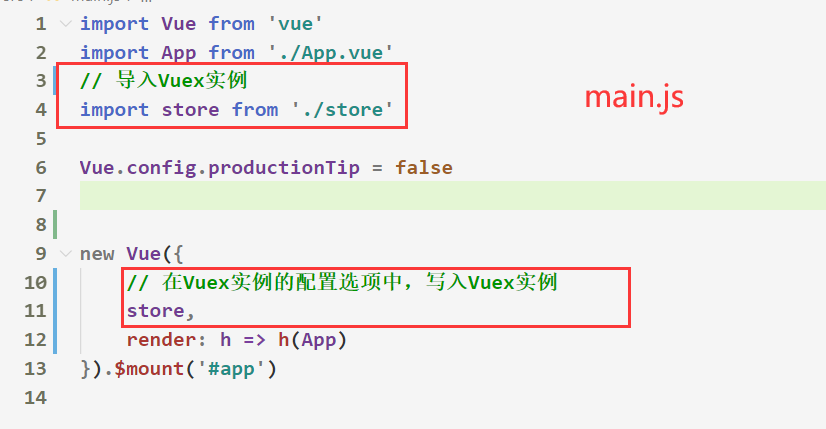 1 import Vue from 'vue'
2 import App from './App.vue'
3 // 导入Vuex实例
4 import store from './store'
main.js
5
6 Vue.config.productionTip = false
7
8
9 new Vue({
10 // 在Vuex实例的配置选项中，写入Vuex实例
11 store,
12 render: h => h(App)
13 }).$mount('#app')
14